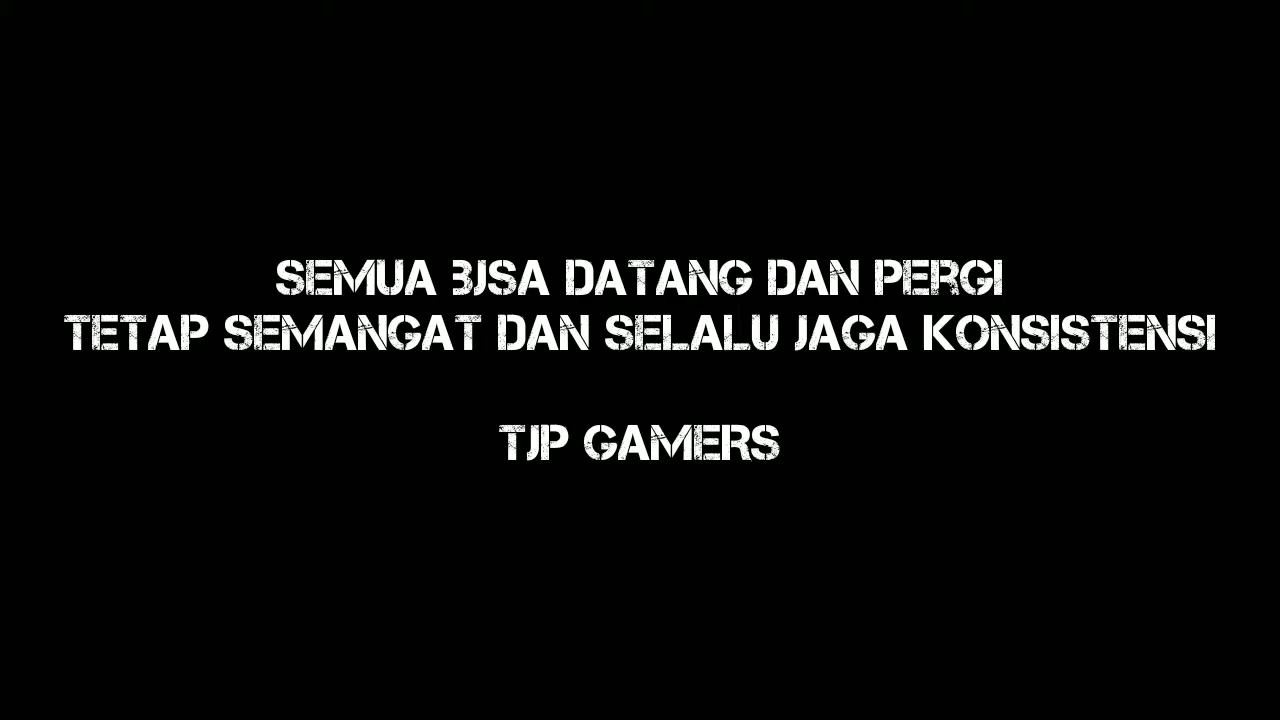 SEMUA BJSA DATANG DAN PERGI
TETAP SEMANGAT DAN SELALU JAGA KONSISTENSI
TJP GAMERS